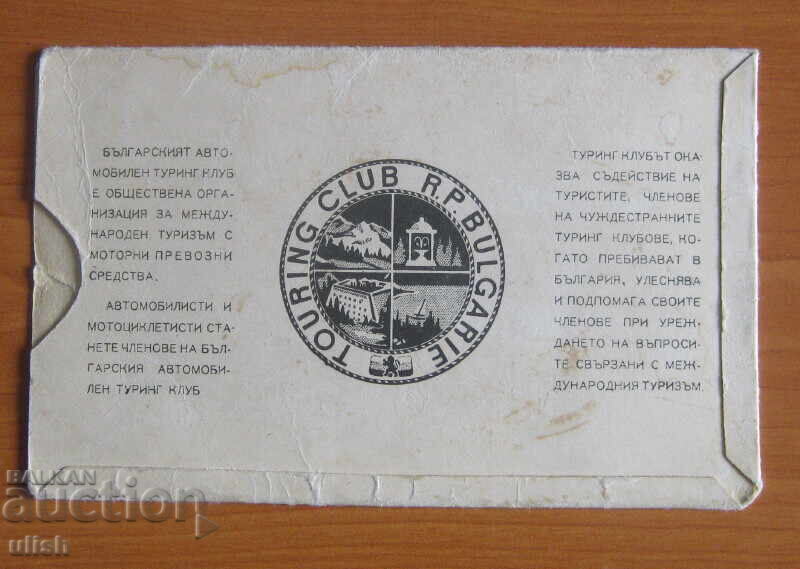 БЪЛГАРСКИЯТ АВТО-
МОБИЛЕН ТУРИНГ КЛУБ
Е ОБЩЕСТВЕНА ОРГА-
НИЗАЦИЯ ЗА МЕЖДУ-
НАРОДЕН ТУРИЗЪМ С
МОТОРНИ ПРЕВОЗНИ
СРЕДСТВА.
АВТОМОБИЛИСТИ И
МОТОЦИКЛЕТИСТИ СТА-
НЕТЕ ЧЛЕНОВЕ НА БЪЛ-
ГАРСКИЯ АВТОМОБИ-
ЛЕН ТУРИНГ КЛУБ
TOURING CLUB R.P. BULGARIE
ТУРИНГ КЛУБЪТ ОКА-
ЗВА СЪДЕЙСТВИЕ НА
ТУРИСТИТЕ, ЧЛЕНОВЕ
НА ЧУЖДЕСТРАННИТЕ
ТУРИНГ КЛУБОВЕ, КО-
ГАТО ПРЕБИВАВАТ В
БЪЛГАРИЯ, УЛЕСНЯВА
И ПОДПОМАГА СВОИТЕ
ЧЛЕНОВЕ ПРИ УРЕЖ-
ДАНЕТО НА ВЪПРОСИ-
ТЕ СВЪРЗАНИ С МЕЖ-
ДУНАРОДНИЯ ТУРИЗЪМ.
BALKAN
auction
ulish